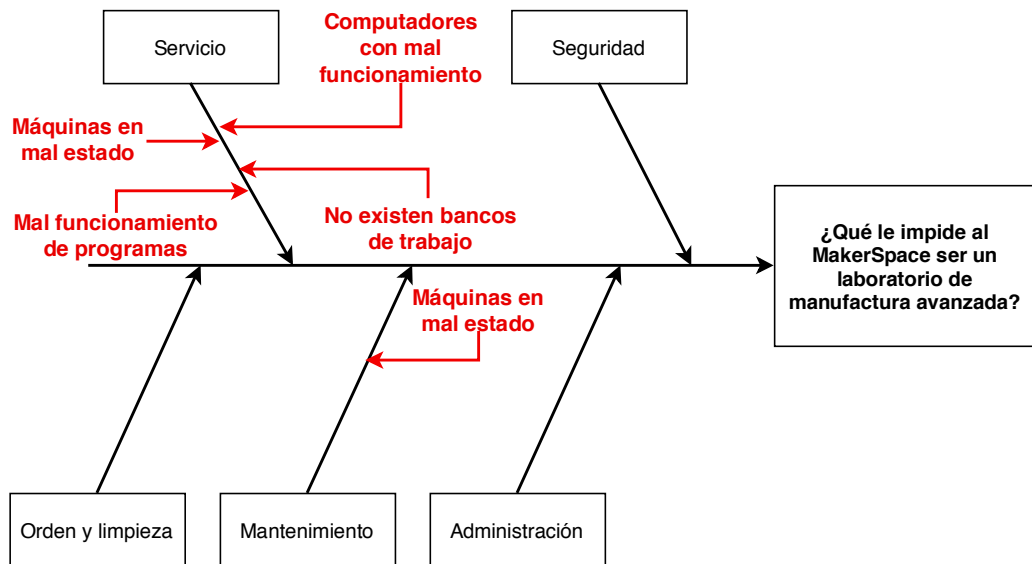 Servicio
Computadores
con mal
funcionamiento
Seguridad
Máquinas en
mal estado
Mal funcionamiento
de programas
No existen bancos
de trabajo
¿Qué le impide al
MakerSpace ser un
laboratorio de
manufactura avanzada?
Máquinas en
mal estado
Orden y limpieza
Mantenimiento
Administración